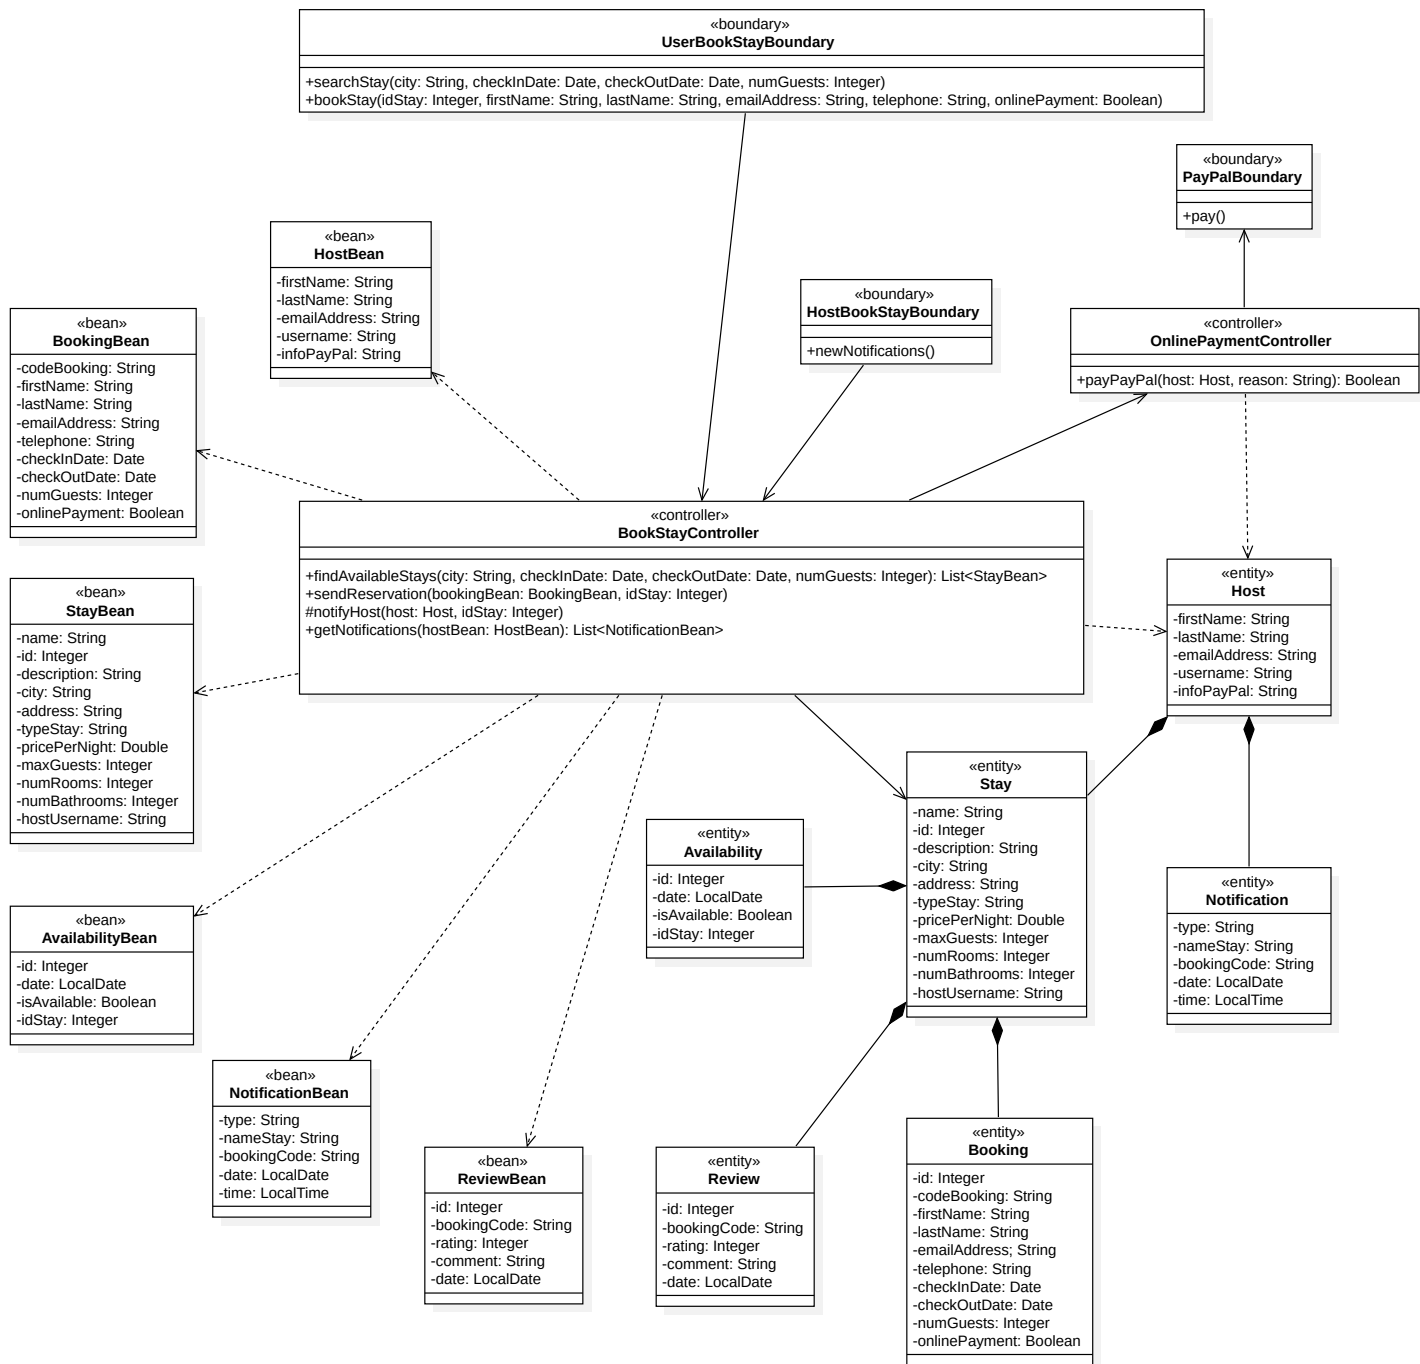 «boundary»
UserBookStayBoundary
+searchStay(city: String, checkInDate: Date, checkOutDate: Date, numGuests: Integer)
+bookStay(idStay: Integer, firstName: String, lastName: String, emailAddress: String, telephone: String, onlinePayment: Boolean)
«boundary»
PayPalBoundary
+pay()
«bean»
HostBean
-firstName: String
-lastName: String
-emailAddress: String
-username: String
-infoPayPal: String
«boundary»
HostBookStayBoundary
+newNotifications()
«controller»
OnlinePaymentController
+payPayPal(host: Host, reason: String): Boolean
«bean»
BookingBean
-codeBooking: String
-firstName: String
-lastName: String
-emailAddress: String
-telephone: String
-checkInDate: Date
-checkOutDate: Date
-numGuests: Integer
-onlinePayment: Boolean
«controller»
BookStayController
+findAvailableStays(city: String, checkInDate: Date, checkOutDate: Date, numGuests: Integer): List<StayBean>
+sendReservation(bookingBean: BookingBean, idStay: Integer)
#notifyHost(host: Host, idStay: Integer)
+getNotifications(hostBean: HostBean): List<NotificationBean>
«entity»
Host
-firstName: String
-lastName: String
-emailAddress: String
-username: String
-infoPayPal: String
«bean»
StayBean
-name: String
-id: Integer
-description: String
-city: String
-address: String
-typeStay: String
-pricePerNight: Double
-maxGuests: Integer
-numRooms: Integer
-numBathrooms: Integer
-hostUsername: String
«entity»
Stay
-name: String
-id: Integer
-description: String
-city: String
-address: String
-typeStay: String
-pricePerNight: Double
-maxGuests: Integer
-numRooms: Integer
-numBathrooms: Integer
-hostUsername: String
«entity»
Availability
-id: Integer
-date: LocalDate
-isAvailable: Boolean
-idStay: Integer
«entity»
Notification
-type: String
-nameStay: String
-bookingCode: String
-date: LocalDate
-time: LocalTime
«bean»
AvailabilityBean
-id: Integer
-date: LocalDate
-isAvailable: Boolean
-idStay: Integer
«bean»
NotificationBean
-type: String
-nameStay: String
-bookingCode: String
-date: LocalDate
-time: LocalTime
«bean»
ReviewBean
-id: Integer
-bookingCode: String
-rating: Integer
-comment: String
-date: LocalDate
«entity»
Review
-id: Integer
-bookingCode: String
-rating: Integer
-comment: String
-date: LocalDate
«entity»
Booking
-id: Integer
-codeBooking: String
-firstName: String
-lastName: String
-emailAddress; String
-telephone: String
-checkInDate: Date
-checkOutDate: Date
-numGuests: Integer
-onlinePayment: Boolean